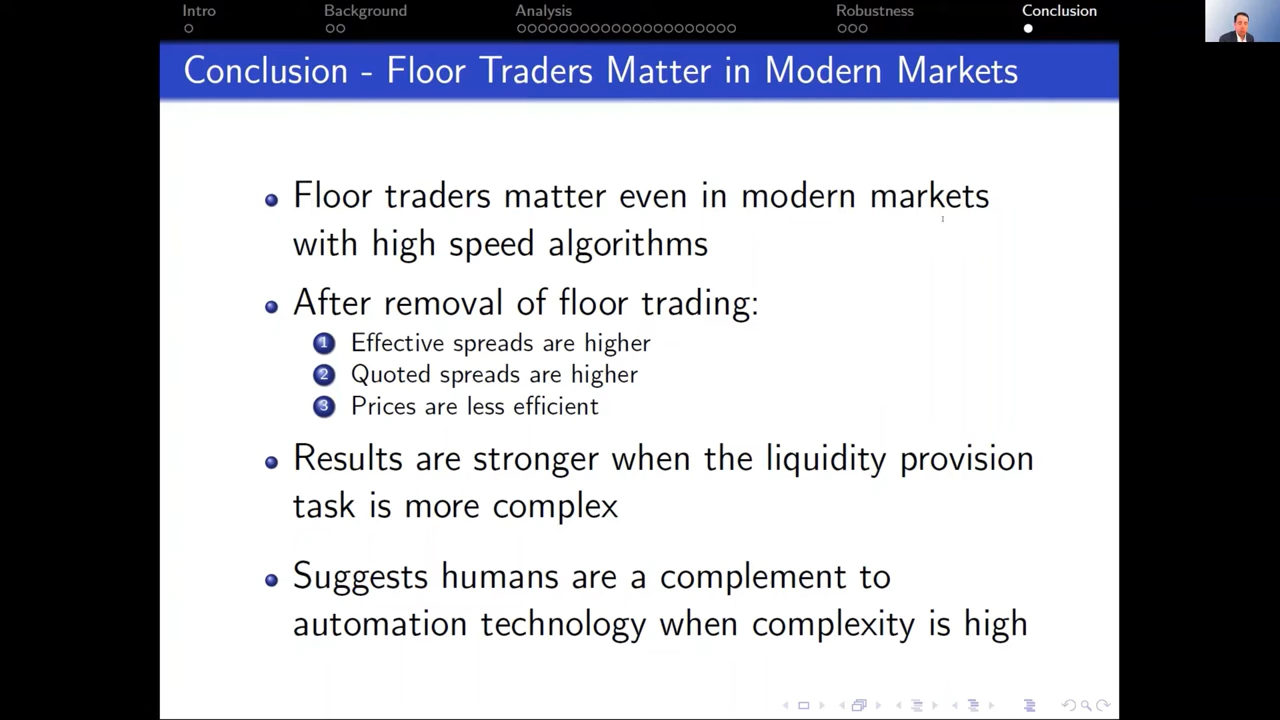 Intro Background Analysis Robustness Conclusion
Conclusion - Floor Traders Matter in Modern Markets
Floor traders matter even in modern markets
with high speed algorithms
After removal of floor trading:
1 Effective spreads are higher
2 Quoted spreads are higher
3 Prices are less efficient
Results are stronger when the liquidity provision
task is more complex
Suggests humans are a complement to
automation technology when complexity is high